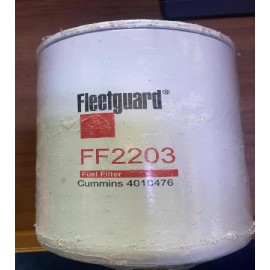 Fleetguard®
FF2203
Fuel Filter
Cummins 4010476